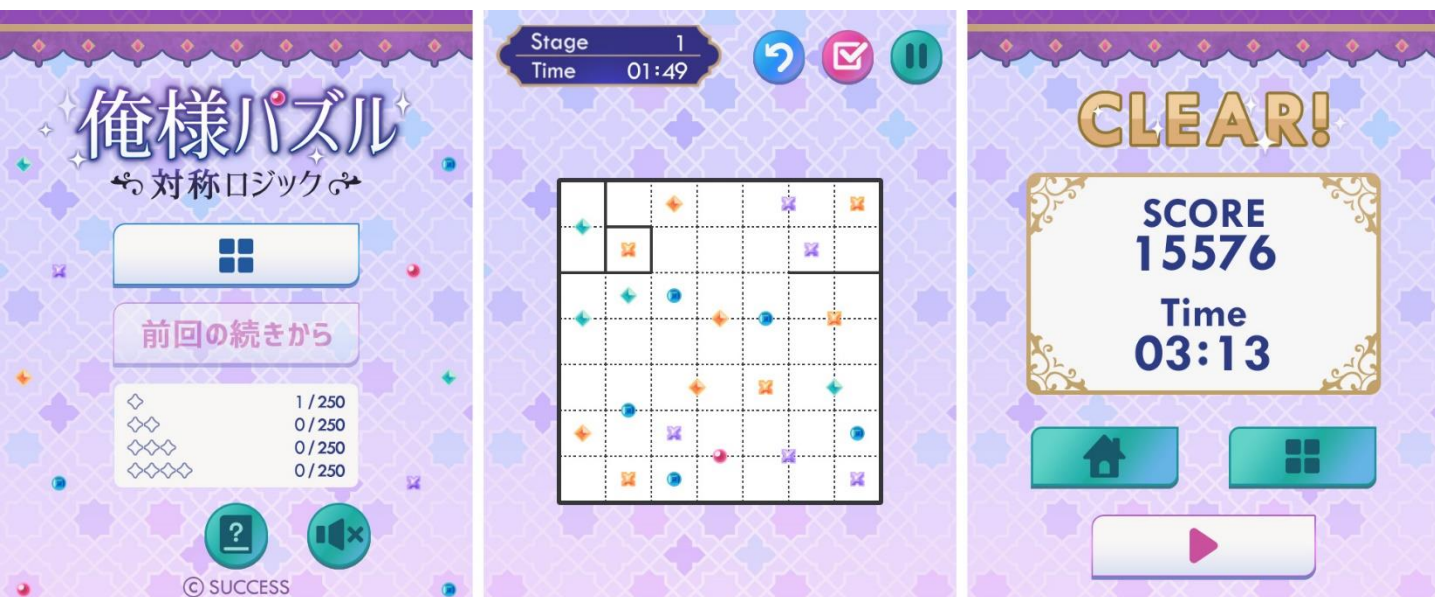 俺様パズル
対称ロジック
前回の続きから
1/250
0/250
0/250
0/250
?
© SUCCESS
Stage 1
Time 01:49
CLEAR!
SCORE
15576
Time
03:13